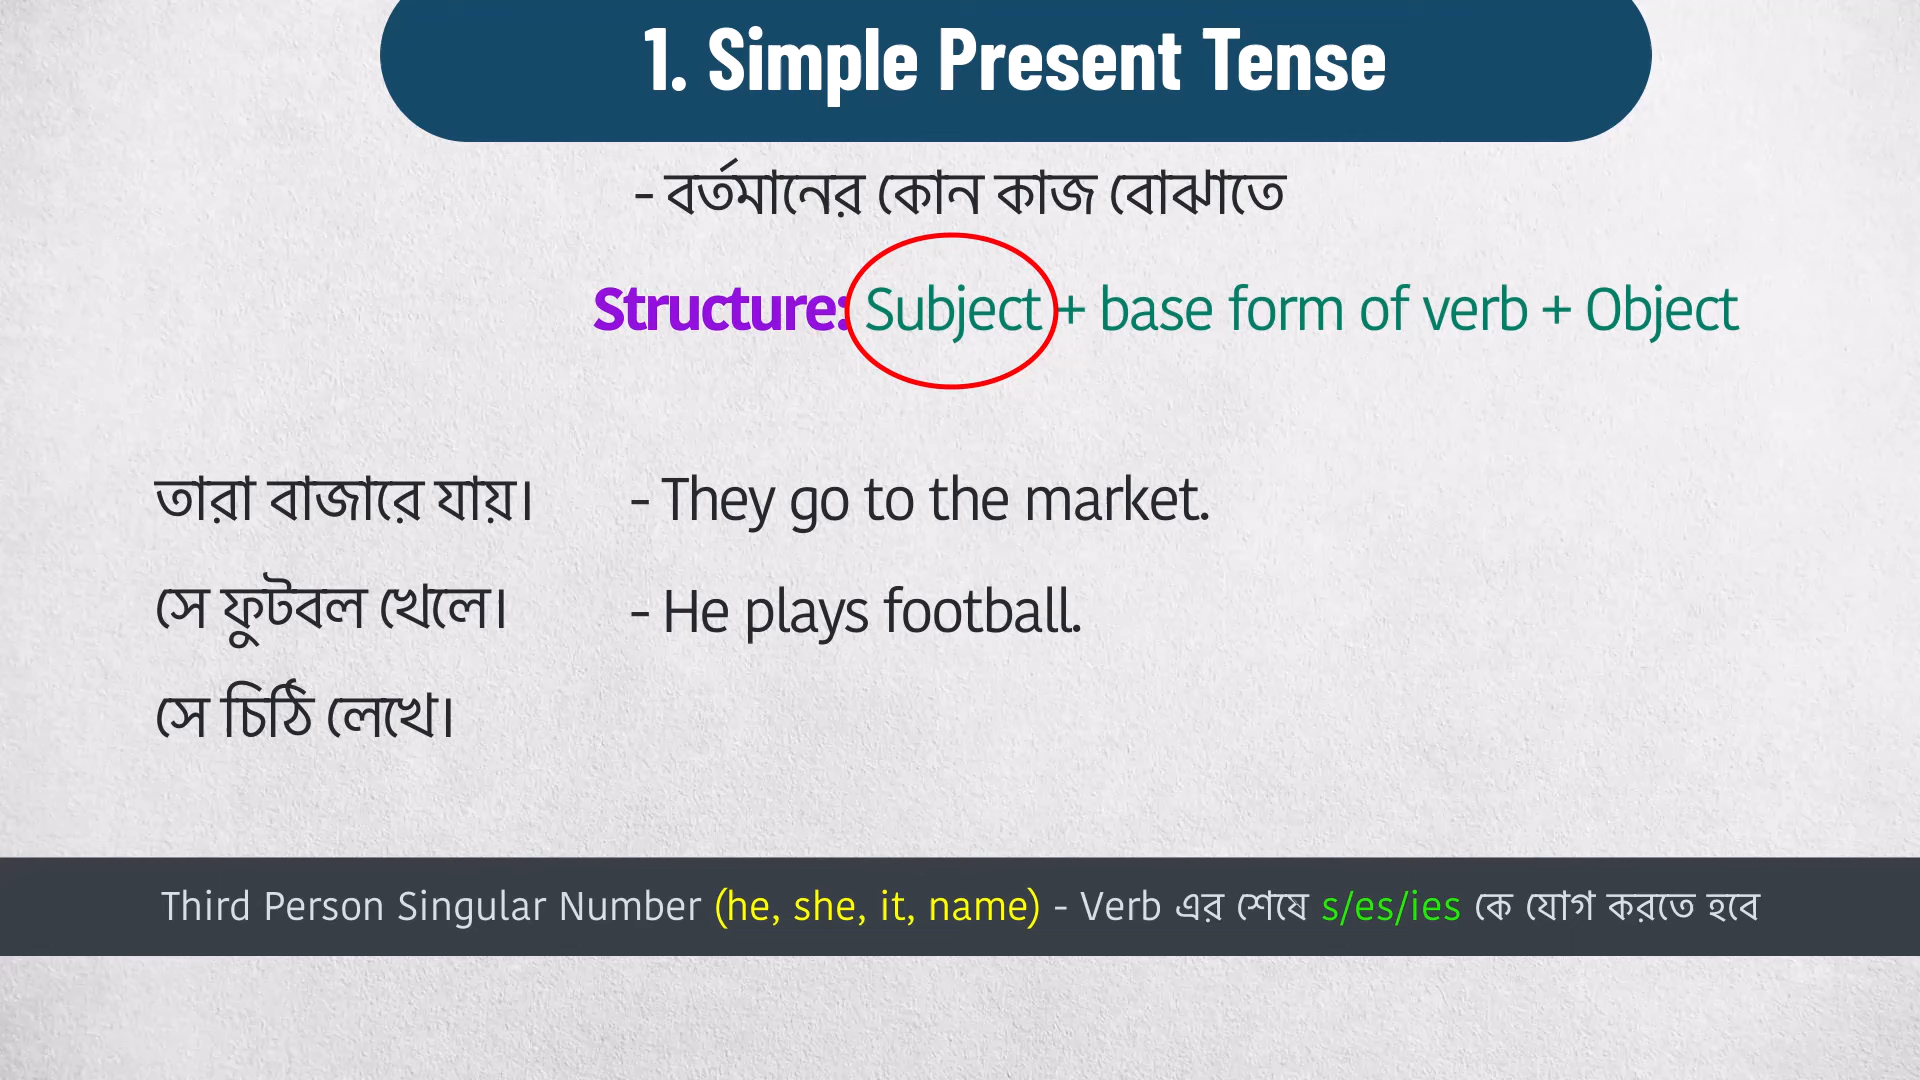 1. Simple Present Tense
- বর্তমানের কোন কাজ বোঝাতে
Structure: Subject + base form of verb + Object
তারা বাজারে যায়। - They go to the market.
সে ফুটবল খেলে। - He plays football.
সে চিঠি লেখে।
Third Person Singular Number (he, she, it, name) - Verb এর শেষে s/es/ies কে যোগ করতে হবে